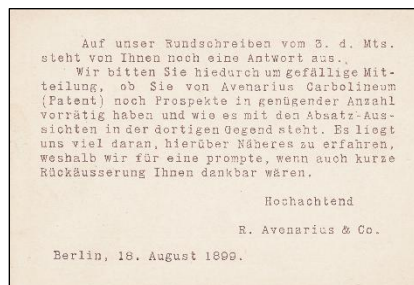 Auf unser Rundschreiben vom 3. d. Mts.
steht von Ihnen noch eine Antwort aus.
Wir bitten Sie hiedurch um gefällige Mit-
teilung, ob Sie von Avenarius Carbolineum
(Patent) noch Prospekte in genügender Anzahl
vorrätig haben und wie es mit den Absatz-Aus-
sichten in der dortigen Gegend steht. Es liegt
uns viel daran, hierüber Näheres zu erfahren,
weshalb wir für eine prompte, wenn auch kurze
Rückäusserung Ihnen dankbar wären.
Hochachtend
R. Avenarius & Co.
Berlin, 18. August 1899.